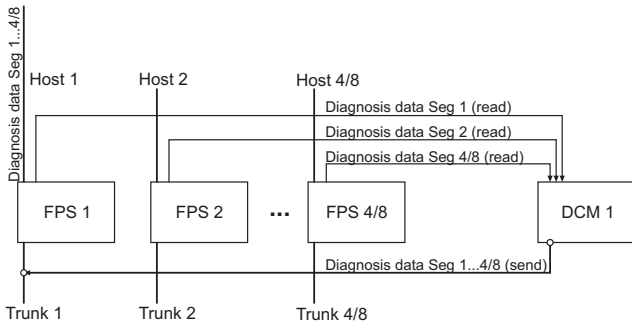 Diagnosis data Seg 1...4/8
Host 1
Host 2
Host 4/8
Diagnosis data Seg 1 (read)
Diagnosis data Seg 2 (read)
Diagnosis data Seg 4/8 (read)
FPS 1
FPS 2
...
FPS 4/8
DCM 1
Diagnosis data Seg 1...4/8 (send)
Trunk 1
Trunk 2
Trunk 4/8